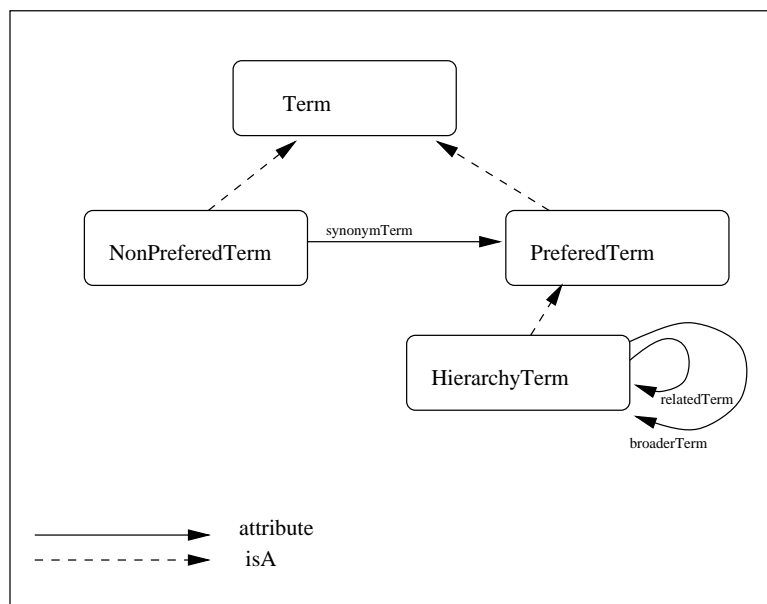 Term
synonymTerm
NonPreferedTerm
PreferedTerm
HierarchyTerm
relatedTerm
broaderTerm
attribute
isA